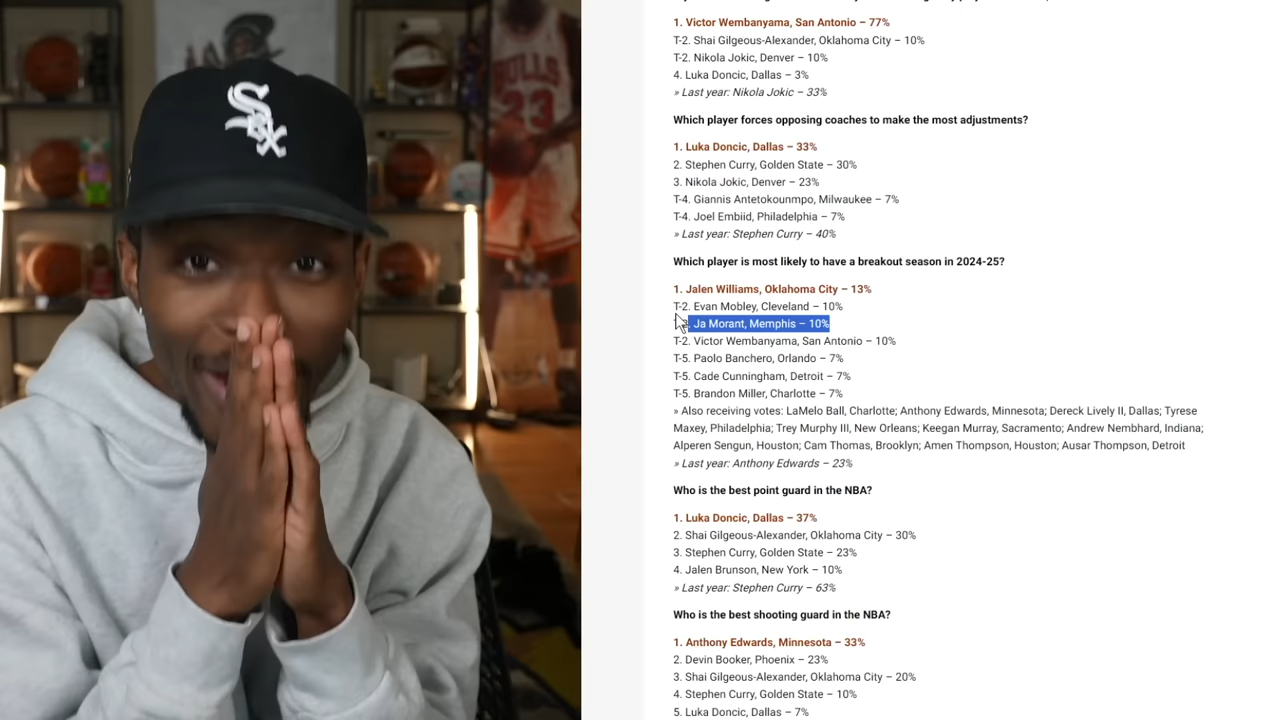 Sox
BULLS
23
1. Victor Wembanyama, San Antonio – 77%
T-2. Shai Gilgeous-Alexander, Oklahoma City – 10%
T-2. Nikola Jokic, Denver – 10%
4. Luka Doncic, Dallas – 3%
» Last year: Nikola Jokic – 33%
Which player forces opposing coaches to make the most adjustments?
1. Luka Doncic, Dallas – 33%
2. Stephen Curry, Golden State – 30%
3. Nikola Jokic, Denver – 23%
T-4. Giannis Antetokounmpo, Milwaukee – 7%
T-4. Joel Embiid, Philadelphia – 7%
» Last year: Stephen Curry – 40%
Which player is most likely to have a breakout season in 2024-25?
1. Jalen Williams, Oklahoma City – 13%
T-2. Evan Mobley, Cleveland – 10%
Ja Morant, Memphis – 10%
T-2. Victor Wembanyama, San Antonio – 10%
T-5. Paolo Banchero, Orlando – 7%
T-5. Cade Cunningham, Detroit – 7%
T-5. Brandon Miller, Charlotte – 7%
» Also receiving votes: LaMelo Ball, Charlotte; Anthony Edwards, Minnesota; Dereck Lively II, Dallas; Tyrese
Maxey, Philadelphia; Trey Murphy III, New Orleans; Keegan Murray, Sacramento; Andrew Nembhard, Indiana;
Alperen Sengun, Houston; Cam Thomas, Brooklyn; Amen Thompson, Houston; Ausar Thompson, Detroit
» Last year: Anthony Edwards – 23%
Who is the best point guard in the NBA?
1. Luka Doncic, Dallas – 37%
2. Shai Gilgeous-Alexander, Oklahoma City – 30%
3. Stephen Curry, Golden State – 23%
4. Jalen Brunson, New York – 10%
» Last year: Stephen Curry – 63%
Who is the best shooting guard in the NBA?
1. Anthony Edwards, Minnesota – 33%
2. Devin Booker, Phoenix – 23%
3. Shai Gilgeous-Alexander, Oklahoma City – 20%
4. Stephen Curry, Golden State – 10%
5. Luka Doncic, Dallas – 7%